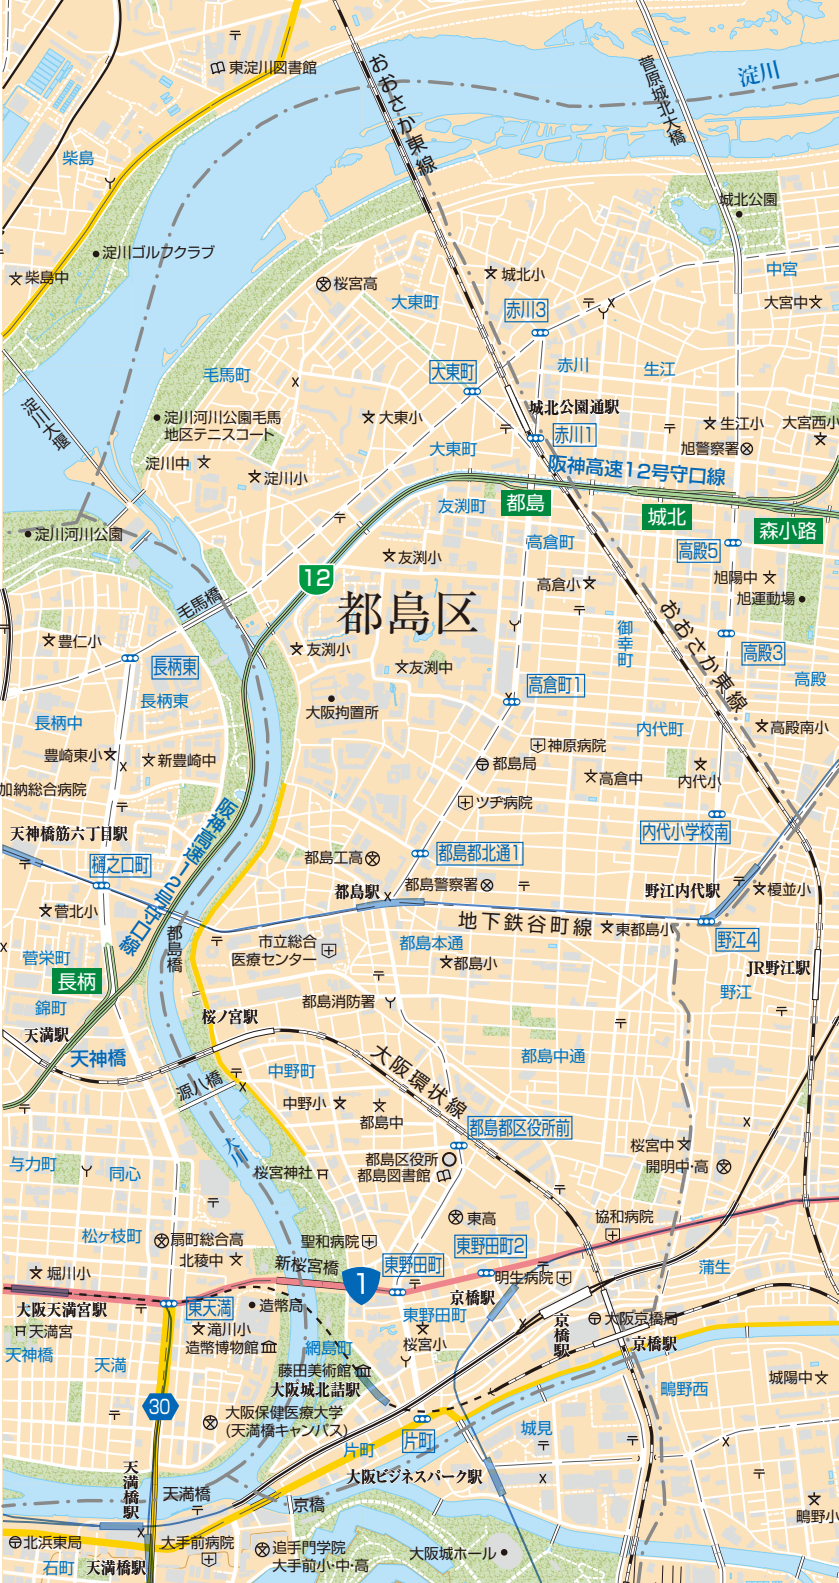 東淀川図書館
おおさか東線
菅原城北大橋
淀川
柴島
城北公園
淀川ゴルフクラブ
柴島中
桜宮高
城北小
中宮
大東町
赤川3
大宮中
毛馬町
大東町
赤川
生江
淀川大堰
淀川河川公園毛馬
地区テニスコート
大東小
城北公園通駅
赤川1
生江小
大宮西小
旭警察署
大東町
淀川中
淀川小
阪神高速12号守口線
友渕町
都島
城北
森小路
淀川河川公園
高倉町
高殿5
友渕小
12
旭陽中
高倉小
旭運動場
毛馬橋
都島区
おおさか東線
豊仁小
友渕小
御幸町
高殿3
長柄東
友渕中
高殿
長柄東
高倉町1
大阪拘置所
長柄中
内代町
高殿南小
豊崎東小
新豊崎中
神原病院
都島局
高倉中
内代小
加納総合病院
ツヂ病院
阪神高速12号守口線
天神橋筋六丁目駅
内代小学校南
樋之口町
都島工高
都島都北通1
都島駅
都島警察署
野江内代駅
榎並小
菅北小
地下鉄谷町線
東都島小
都島橋
市立総合
医療センター
都島本通
野江4
菅栄町
都島小
JR野江駅
長柄
都島消防署
野江
錦町
桜ノ宮駅
天満駅
天神橋
大阪環状線
都島中通
中野町
源八橋
中野小
都島中
都島都区役所前
大川
桜宮中
与力町
同心
桜宮神社
都島区役所
都島図書館
開明中・高
東高
協和病院
松ヶ枝町
扇町総合高
聖和病院
東野田町2
北稜中
新桜宮橋
東野田町
堀川小
1
明生病院
蒲生
大阪天満宮駅
東天満
造幣局
京橋駅
東野田町
京橋駅
大阪京橋局
天満宮
滝川小
造幣博物館
網島町
桜宮小
京橋駅
天神橋
天満
藤田美術館
大阪城北詰駅
鴫野西
城陽中
30
大阪保健医療大学
(天満橋キャンパス)
片町
片町
城見
大阪ビジネスパーク駅
天満橋駅
天満橋
京橋
鴫野小
北浜東局
大手前病院
追手門学院
大手前小・中・高
大阪城ホール
石町
天満橋駅